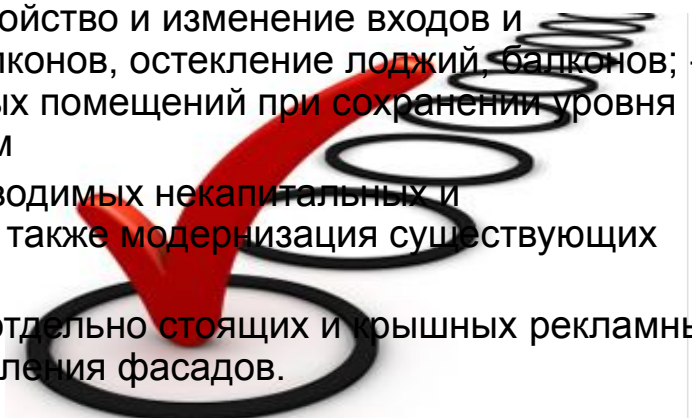 ойство и изменение входов и
лконов, остекление лоджий, балконов; -
ых помещений при сохранении уровня
м
водимых некапитальных и
также модернизация существующих
отдельно стоящих и крышных рекламны
ления фасадов.